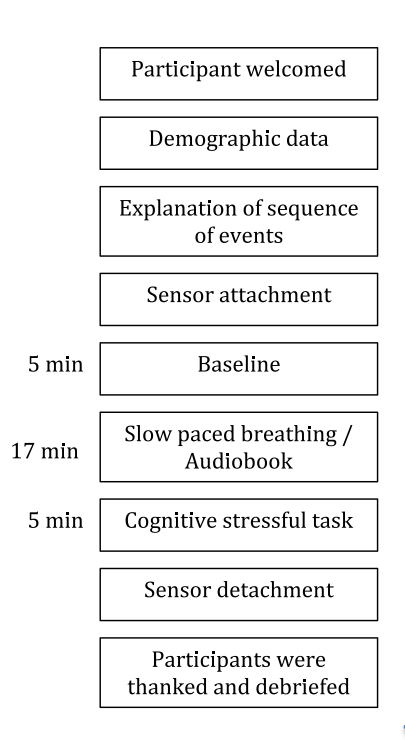 Participant welcomed
Demographic data
Explanation of sequence
of events
Sensor attachment
5 min
Baseline
17 min
Slow paced breathing /
Audiobook
5 min
Cognitive stressful task
Sensor detachment
Participants were
thanked and debriefed